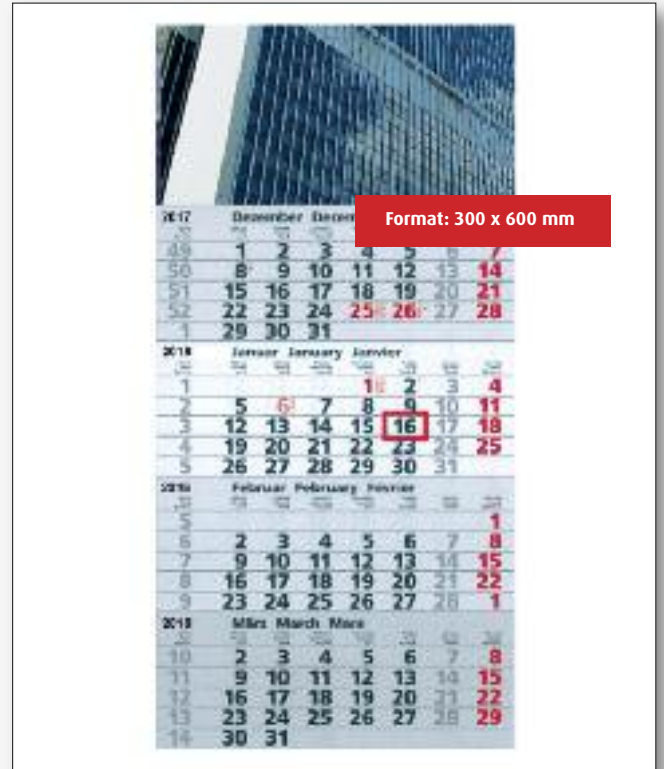 Format: 300 x 600 mm
2017 Dezember
49 1 2 3 4 5 6 7
50 8 9 10 11 12 13 14
51 15 16 17 18 19 20 21
52 22 23 24 25 26 27 28
1 29 30 31
2018 Januar January Janvier
1 1 2 3 4
2 5 6 7 8 9 10 11
3 12 13 14 15 16 17 18
4 19 20 21 22 23 24 25
5 26 27 28 29 30 31
Februar February Février
5 1
6 2 3 4 5 6 7 8
7 9 10 11 12 13 14 15
8 16 17 18 19 20 21 22
9 23 24 25 26 27 28 1
2018 März March Mars
10 2 3 4 5 6 7 8
11 9 10 11 12 13 14 15
12 16 17 18 19 20 21 22
13 23 24 25 26 27 28 29
14 30 31